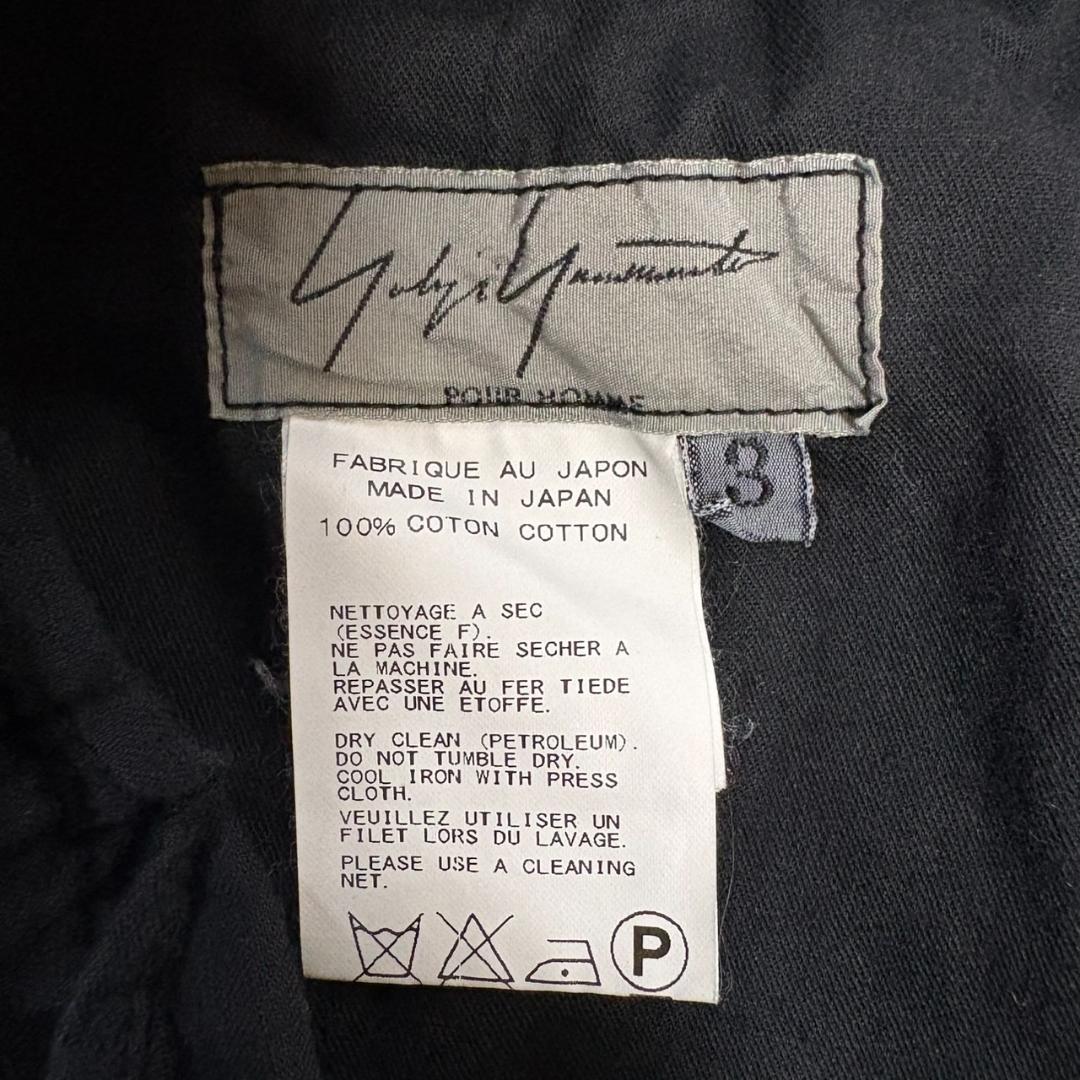 Yohji Yamamoto
POUR HOMME
3
FABRIQUE AU JAPON
MADE IN JAPAN
100% COTON COTTON
NETTOYAGE A SEC
(ESSENCE F).
NE PAS FAIRE SECHER A
LA MACHINE.
REPASSER AU FER TIEDE
AVEC UNE ETOFFE.
DRY CLEAN (PETROLEUM).
DO NOT TUMBLE DRY.
COOL IRON WITH PRESS
CLOTH.
VEUILLEZ UTILISER UN
FILET LORS DU LAVAGE.
PLEASE USE A CLEANING
NET.
P